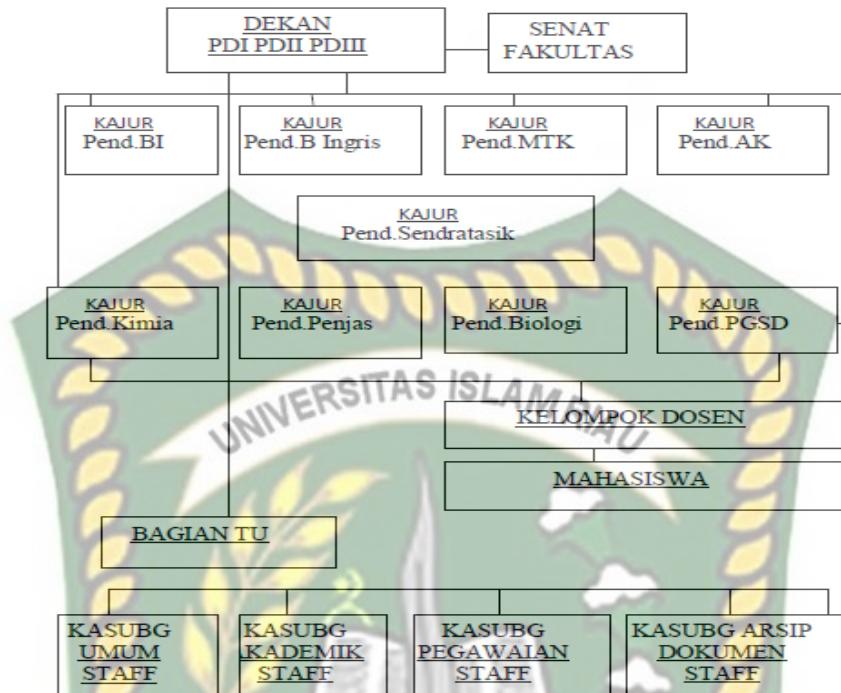 DEKAN
PDI PDII PDIII
SENAT
FAKULTAS
KAJUR
Pend.BI
KAJUR
Pend.B Ingris
KAJUR
Pend.MTK
KAJUR
Pend.AK
KAJUR
Pend.Sendratasik
KAJUR
Pend.Kimia
KAJUR
Pend.Penjas
KAJUR
Pend.Biologi
KAJUR
Pend.PGSD
UNIVERSITAS ISLAM RIAU
KELOMPOK DOSEN
MAHASISWA
BAGIAN TU
KASUBG
UMUM
STAFF
KASUBG
AKADEMIK
STAFF
KASUBG
PEGAWAIAN
STAFF
KASUBG ARSIP
DOKUMEN
STAFF